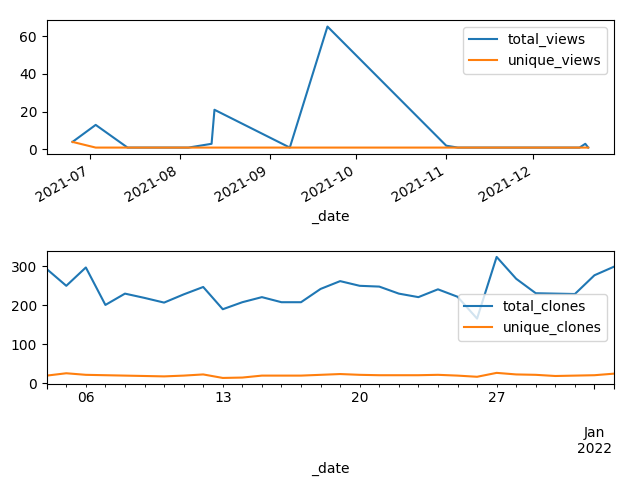 60
40
20
0
total_views
unique_views
2021-07
2021-08
2021-09
2021-10
2021-11
2021-12
_date
300
200
100
0
total_clones
unique_clones
06
13
20
27
Jan
2022
_date